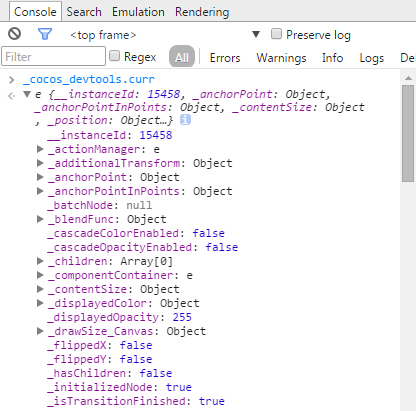 Console Search Emulation Rendering
<top frame> Preserve log
Filter Regex All Errors Warnings Info Logs Deb
_cocos_devtools.curr
e {__instanceId: 15458, _anchorPoint: Object,
_anchorPointInPoints: Object, _contentSize: Object
, _position: Object…}
__instanceId: 15458
_actionManager: e
_additionalTransform: Object
_anchorPoint: Object
_anchorPointInPoints: Object
_batchNode: null
_blendFunc: Object
_cascadeColorEnabled: false
_cascadeOpacityEnabled: false
_children: Array[0]
_componentContainer: e
_contentSize: Object
_displayedColor: Object
_displayedOpacity: 255
_drawSize_Canvas: Object
_flippedX: false
_flippedY: false
_hasChildren: false
_initializedNode: true
_isTransitionFinished: true